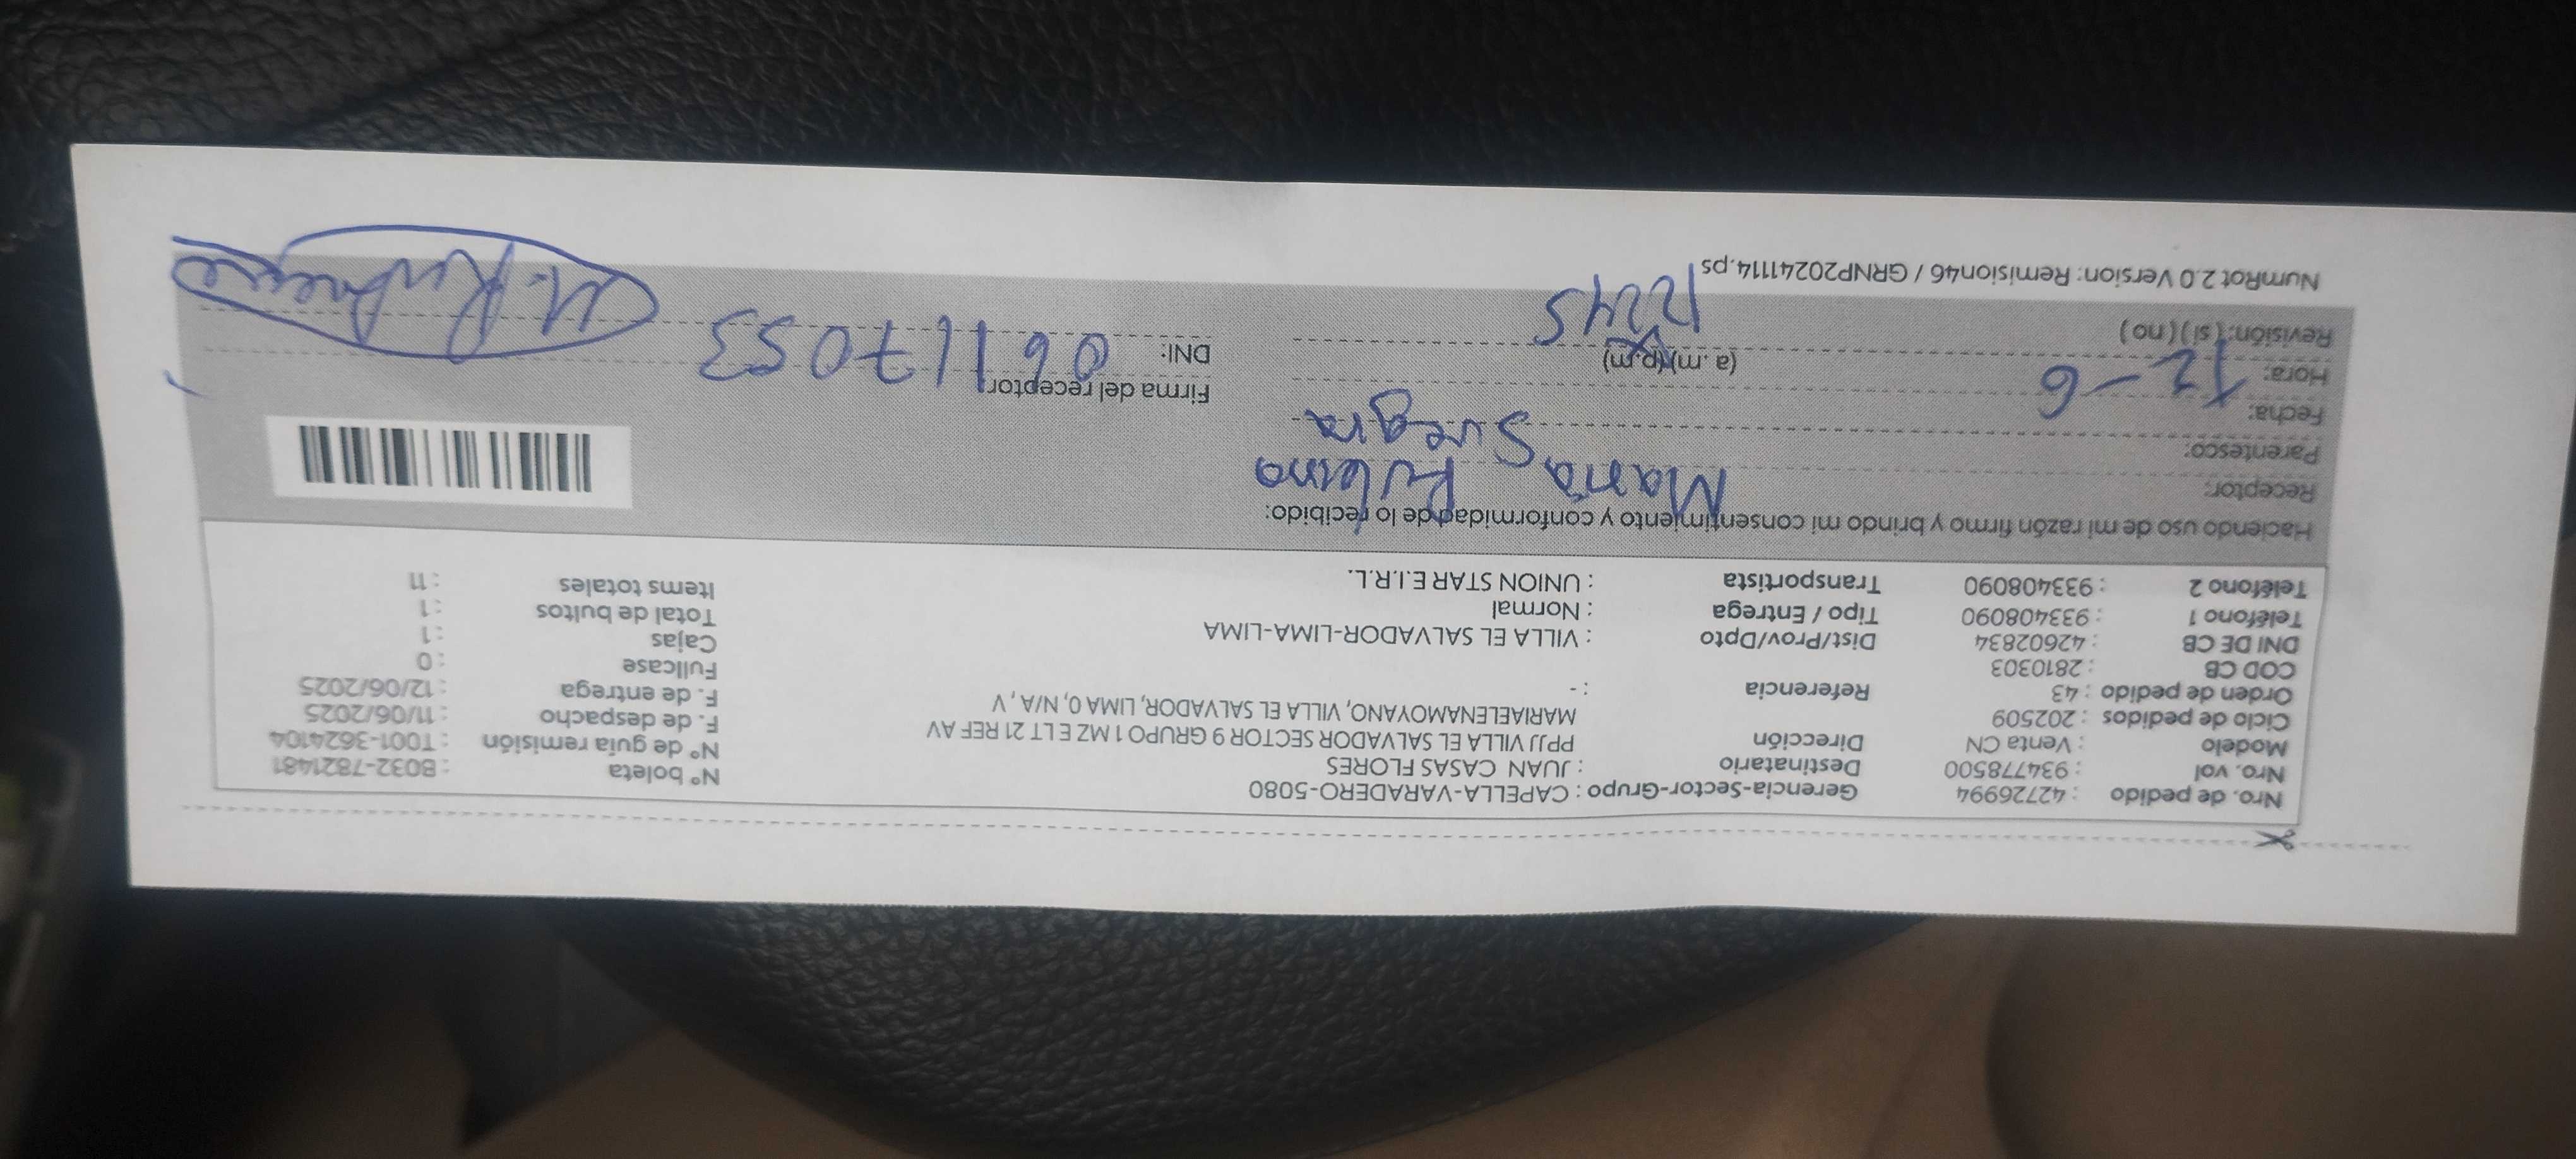 Nro. de pedido : 42726994 Gerencia-Sector-Grupo : CAPELLA-VARADERO-5080 N° boleta : B032-7821481
Nro. vol : 934778500 Destinatario : JUAN CASAS FLORES N° de guía remisión : T001-3624104
Modelo : Venta CN Dirección PPJJ VILLA EL SALVADOR SECTOR 9 GRUPO 1 MZ E LT 21 REF AV F. de despacho : 11/06/2025
Ciclo de pedidos : 202509 MARIAELENAMOYANO, VILLA EL SALVADOR, LIMA 0, N/A , V F. de entrega : 12/06/2025
Orden de pedido : 43 Referencia : - Fullcase : 0
COD CB : 2810303 Cajas : 1
DNI DE CB : 42602834 Dist/Prov/Dpto : VILLA EL SALVADOR-LIMA-LIMA Total de bultos : 1
Teléfono 1 : 933408090 Tipo / Entrega : Normal Items totales : 11
Teléfono 2 : 933408090 Transportista : UNION STAR E.I.R.L.
Haciendo uso de mi razón firmo y brindo mi consentimiento y conformidad de lo recibido:
Receptor: Maria
Parentesco: Suegra
Fecha: 12-6 Firma del receptor
Hora: (a. m) (p.m) 1245 DNI: 06117053
Revisión: ( si ) ( no )
NumRot 2.0 Version: Remision46 / GRNP20241114.ps